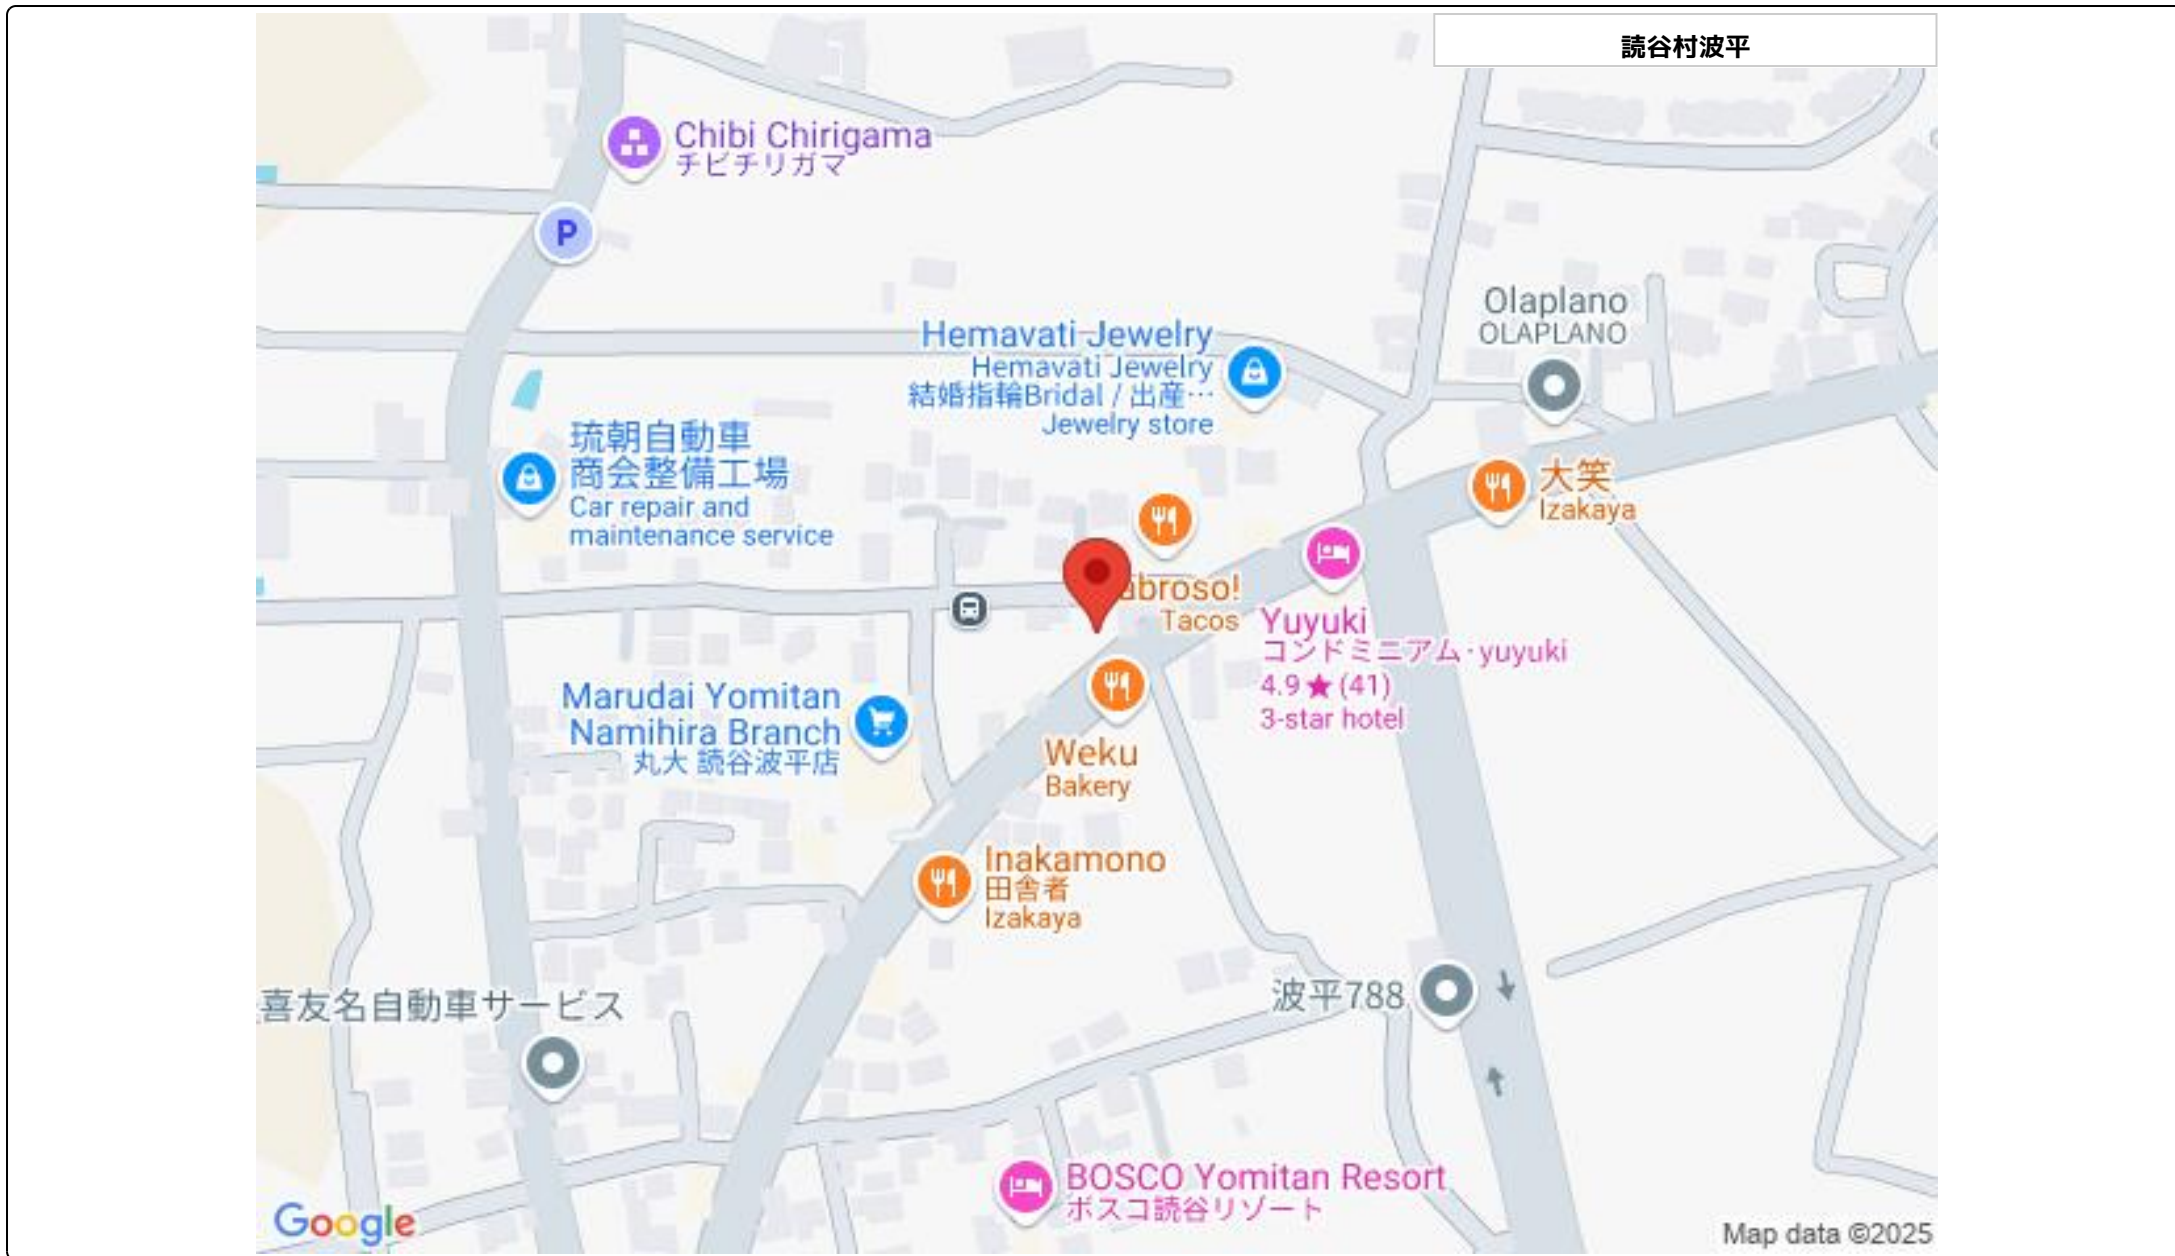 読谷村波平
Chibi Chirigama
チビチリガマ
P
Olaplano
OLAPLANO
Hemavati Jewelry
Hemavati Jewelry
結婚指輪Bridal / 出産…
Jewelry store
琉朝自動車
商会整備工場
Car repair and
maintenance service
大笑
Izakaya
abroso!
Tacos
Yuyuki
コンドミニアム·yuyuki
4.9★(41)
3-star hotel
Marudai Yomitan
Namihira Branch
丸大 読谷波平店
Weku
Bakery
Inakamono
田舎者
Izakaya
喜友名自動車サービス
波平788
BOSCO Yomitan Resort
ボスコ読谷リゾート
Google
Map data ©2025